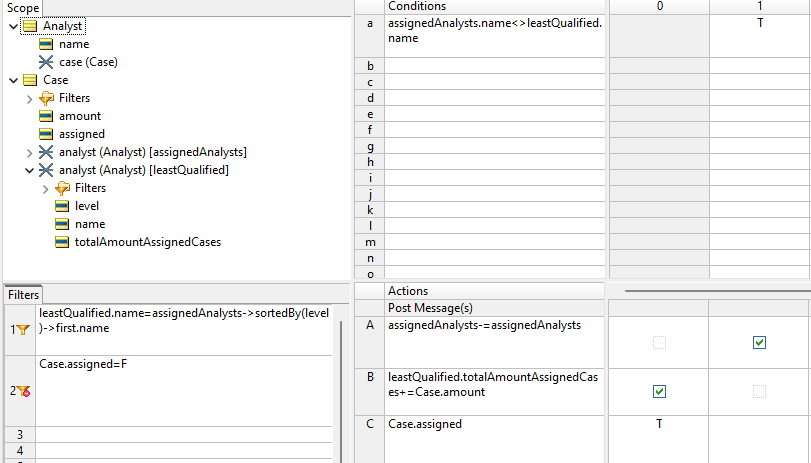 Scope
Analyst
name
case (Case)
Case
Filters
amount
assigned
analyst (Analyst) [assignedAnalysts]
analyst (Analyst) [leastQualified]
Filters
level
name
totalAmountAssignedCases
Conditions
0
1
a
assignedAnalysts.name<>leastQualified.
name
T
b
c
d
e
f
g
h
i
j
k
l
m
n
o
Filters
1
leastQualified.name=assignedAnalysts->sortedBy(level
)->first.name
2
Case.assigned=F
3
4
Actions
Post Message(s)
A
assignedAnalysts-=assignedAnalysts
B
leastQualified.totalAmountAssignedCas
es+=Case.amount
C
Case.assigned
T